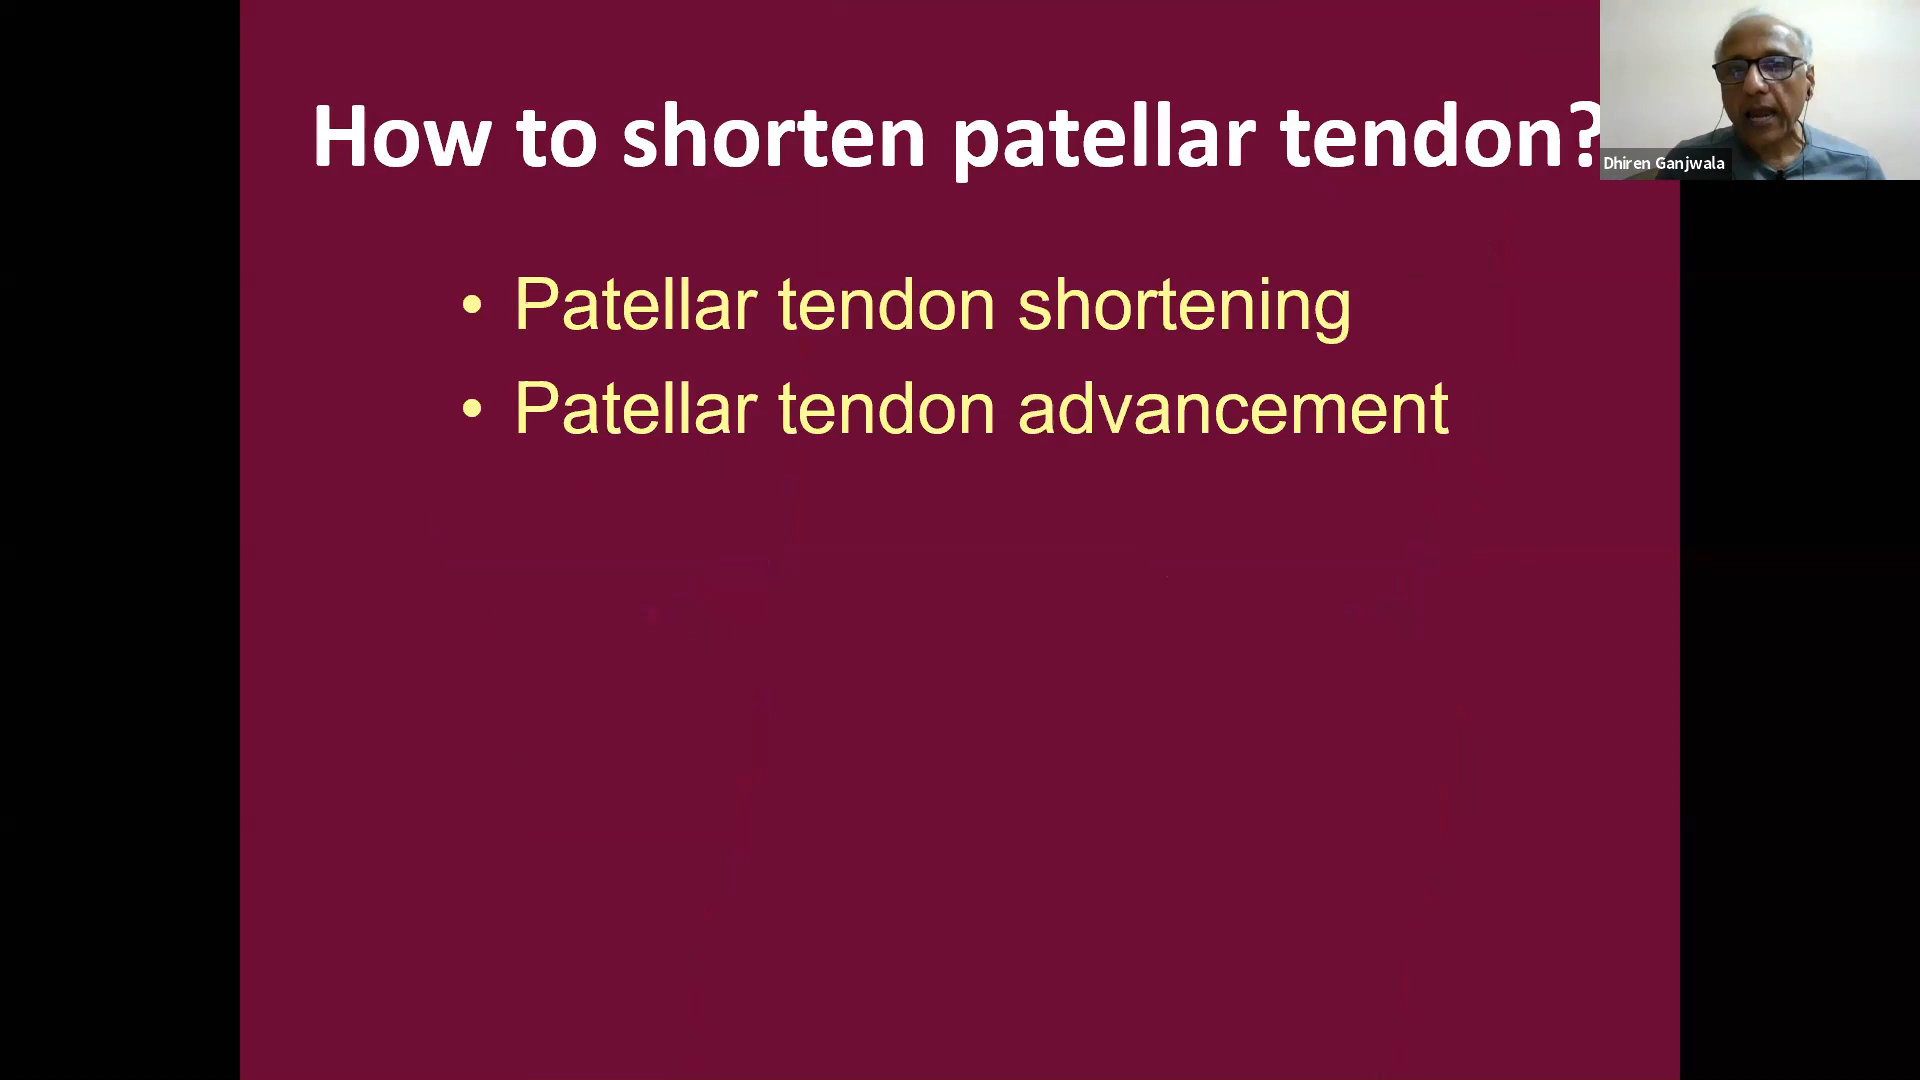 How to shorten patellar tendon?
Dhiren Ganjwala
• Patellar tendon shortening
• Patellar tendon advancement